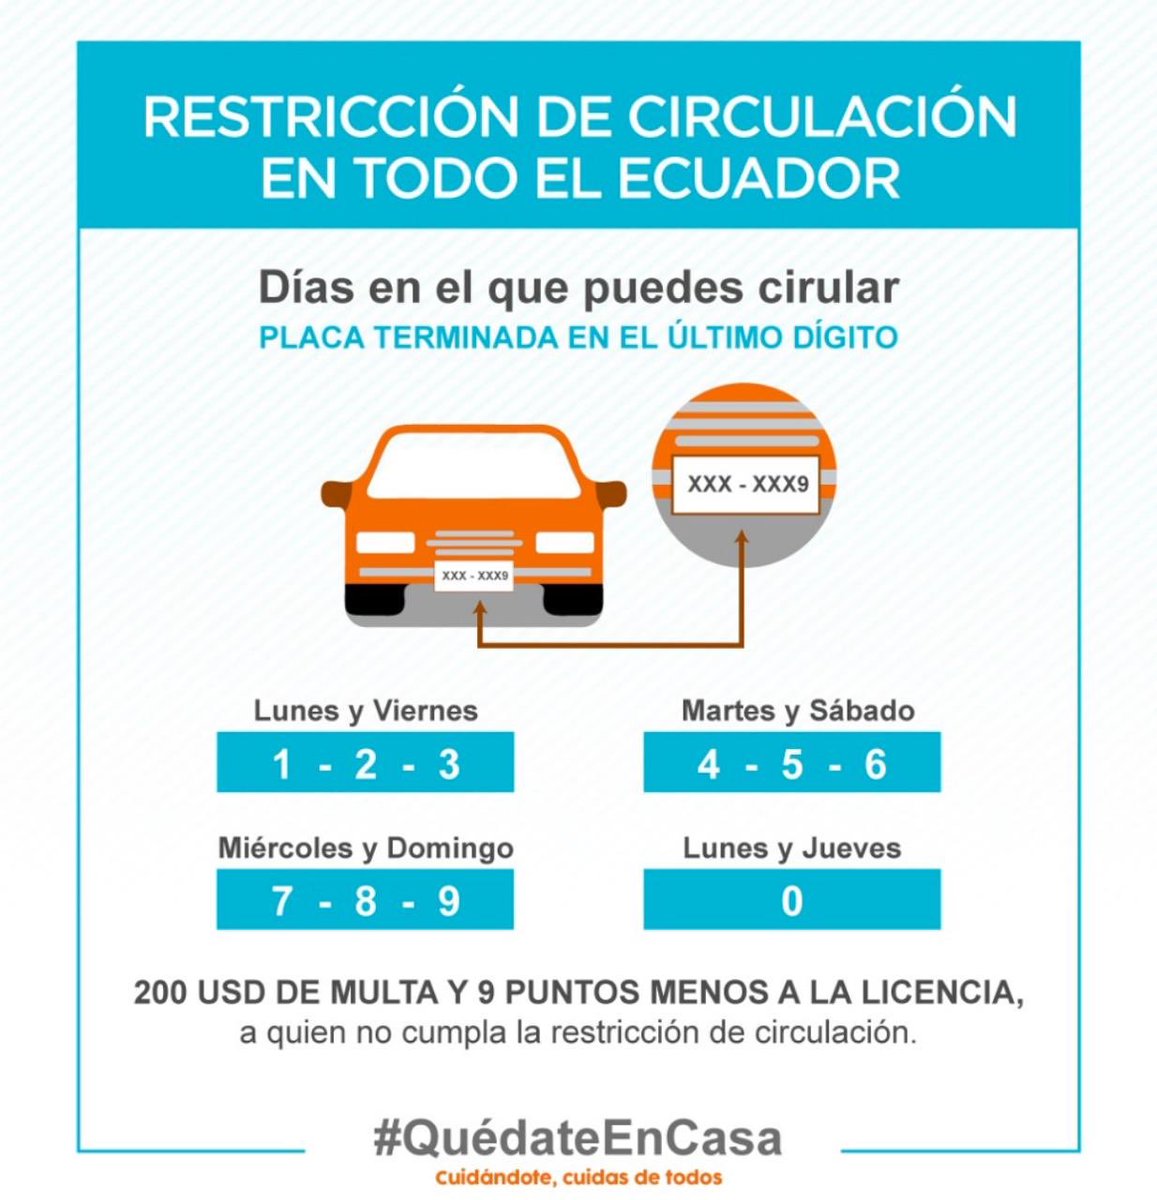 RESTRICCIÓN DE CIRCULACIÓN
EN TODO EL ECUADOR
Días en el que puedes cirular
PLACA TERMINADA EN EL ÚLTIMO DÍGITO
XXX - XXX9
XXX - XXX9
Lunes y Viernes
1 - 2 - 3
Martes y Sábado
4 - 5 - 6
Miércoles y Domingo
7 - 8 - 9
Lunes y Jueves
0
200 USD DE MULTA Y 9 PUNTOS MENOS A LA LICENCIA,
a quien no cumpla la restricción de circulación.
#QuédateEnCasa
Cuidándote, cuidas de todos